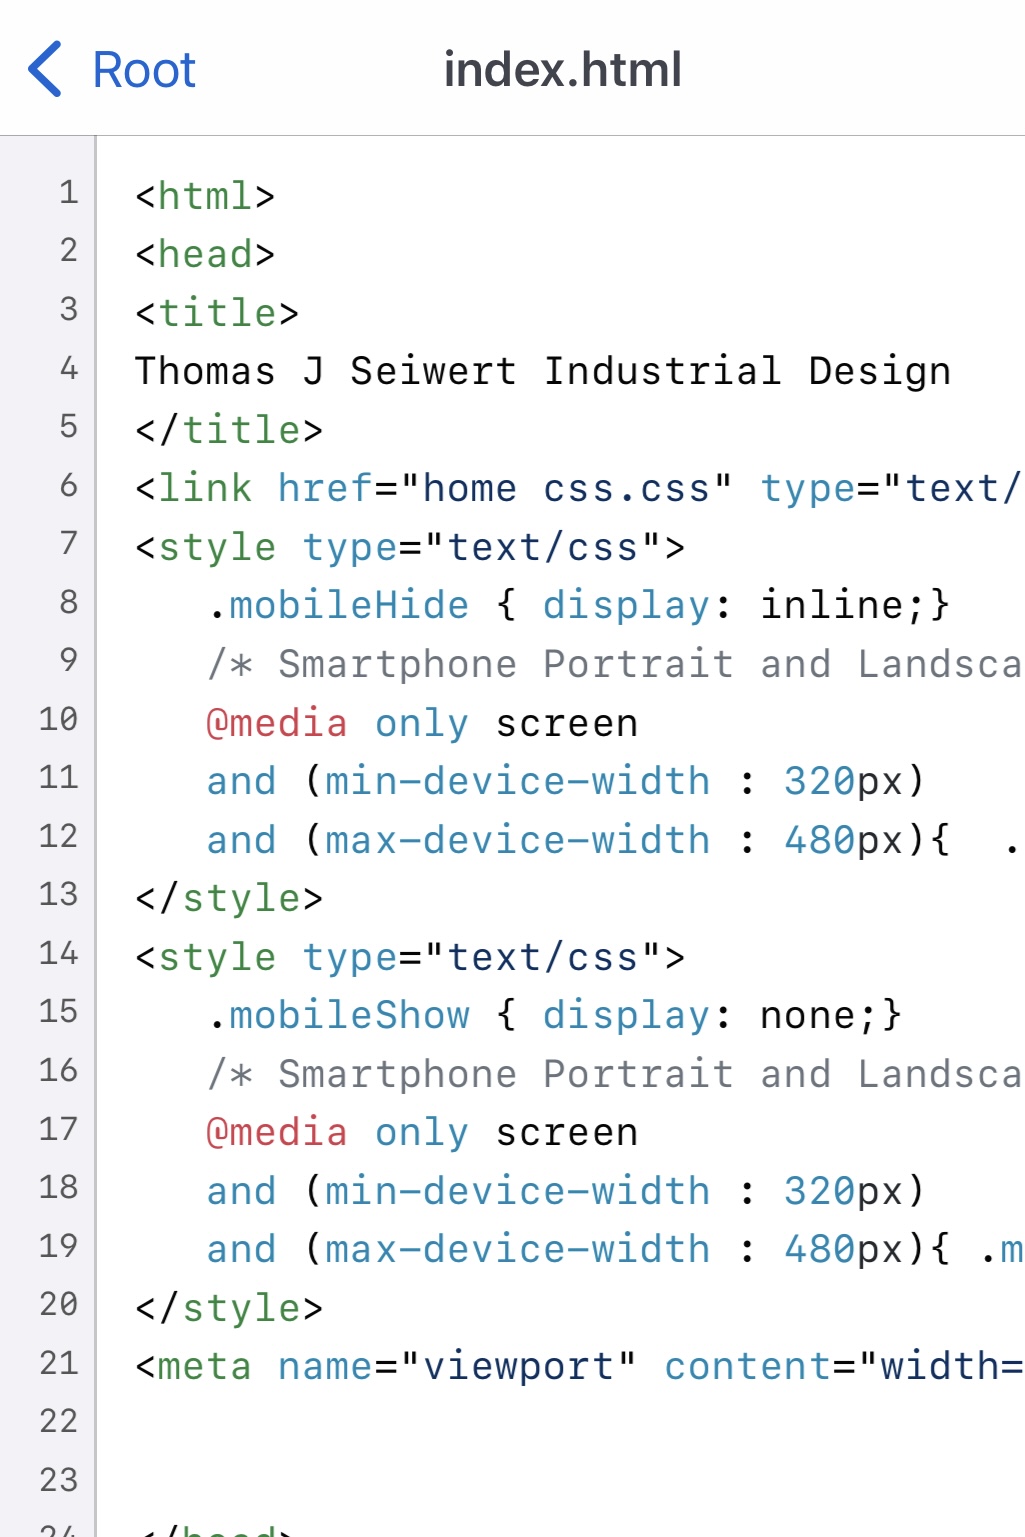 Root
index.html
1 <html>
2 <head>
3 <title>
4 Thomas J Seiwert Industrial Design
5 </title>
6 <link href="home css.css" type="text/
7 <style type="text/css">
8 .mobileHide { display: inline;}
9 /* Smartphone Portrait and Landsca
10 @media only screen
11 and (min-device-width : 320px)
12 and (max-device-width : 480px){ .
13 </style>
14 <style type="text/css">
15 .mobileShow { display: none;}
16 /* Smartphone Portrait and Landsca
17 @media only screen
18 and (min-device-width : 320px)
19 and (max-device-width : 480px){ .m
20 </style>
21 <meta name="viewport" content="width=
22
23
24 </head>